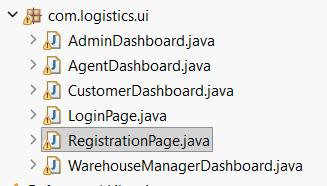 com.logistics.ui
AdminDashboard.java
AgentDashboard.java
CustomerDashboard.java
LoginPage.java
RegistrationPage.java
WarehouseManagerDashboard.java